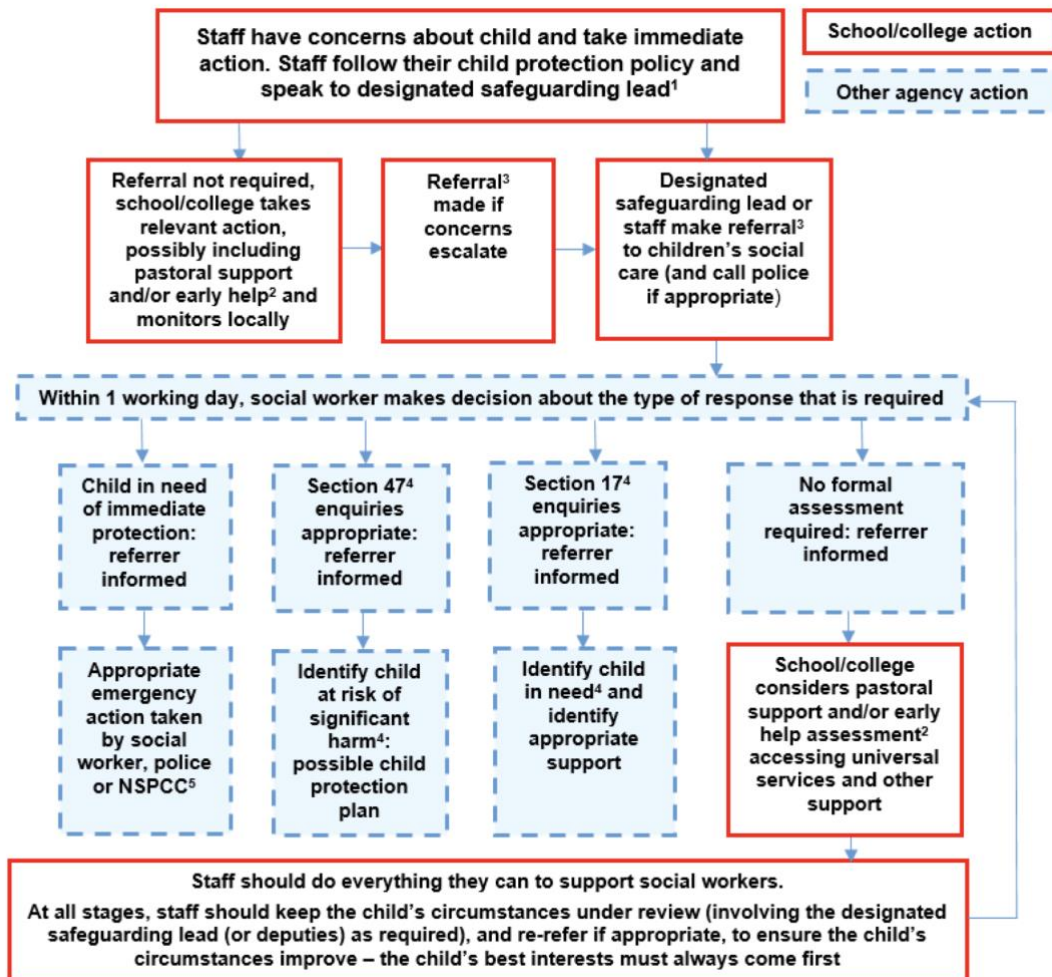 Staff have concerns about child and take immediate
action. Staff follow their child protection policy and
speak to designated safeguarding lead¹
School/college action
Other agency action
Referral not required,
school/college takes
relevant action,
possibly including
pastoral support
and/or early help² and
monitors locally
Referral³
made if
concerns
escalate
Designated
safeguarding lead or
staff make referral³
to children's social
care (and call police
if appropriate)
Within 1 working day, social worker makes decision about the type of response that is required
Child in need
of immediate
protection:
referrer
informed
Section 47⁴
enquiries
appropriate:
referrer
informed
Section 17⁴
enquiries
appropriate:
referrer
informed
No formal
assessment
required: referrer
informed
Appropriate
emergency
action taken
by social
worker, police
or NSPCC⁵
Identify child
at risk of
significant
harm⁴:
possible child
protection
plan
Identify child
in need⁴ and
identify
appropriate
support
School/college
considers pastoral
support and/or early
help assessment²
accessing universal
services and other
support
Staff should do everything they can to support social workers.
At all stages, staff should keep the child's circumstances under review (involving the designated
safeguarding lead (or deputies) as required), and re-refer if appropriate, to ensure the child's
circumstances improve – the child's best interests must always come first